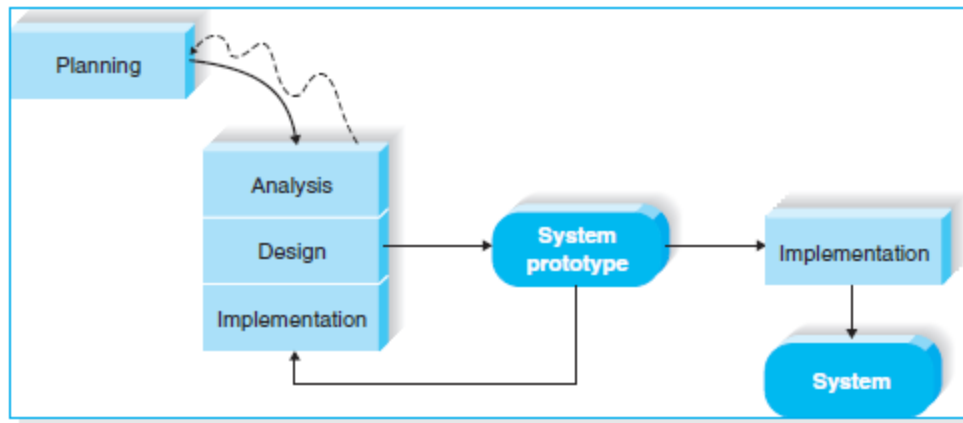 Planning
Analysis
Design
Implementation
System
prototype
Implementation
System